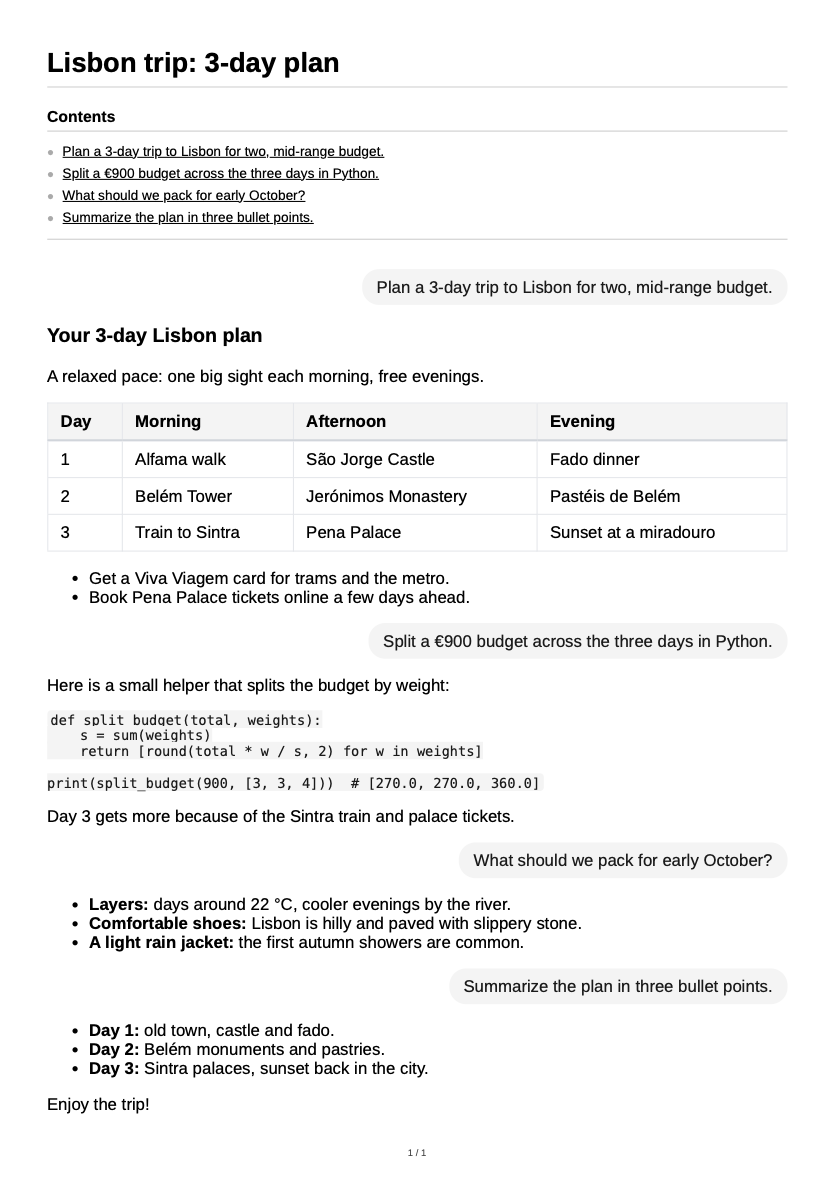 Lisbon trip: 3-day plan
Contents
Plan a 3-day trip to Lisbon for two, mid-range budget.
Split a €900 budget across the three days in Python.
What should we pack for early October?
Summarize the plan in three bullet points.
Plan a 3-day trip to Lisbon for two, mid-range budget.
Your 3-day Lisbon plan
A relaxed pace: one big sight each morning, free evenings.
Day Morning Afternoon Evening
1 Alfama walk São Jorge Castle Fado dinner
2 Belém Tower Jerónimos Monastery Pastéis de Belém
3 Train to Sintra Pena Palace Sunset at a miradouro
• Get a Viva Viagem card for trams and the metro.
• Book Pena Palace tickets online a few days ahead.
Split a €900 budget across the three days in Python.
Here is a small helper that splits the budget by weight:
def split_budget(total, weights):
    s = sum(weights)
    return [round(total * w / s, 2) for w in weights]
print(split_budget(900, [3, 3, 4]))  # [270.0, 270.0, 360.0]
Day 3 gets more because of the Sintra train and palace tickets.
What should we pack for early October?
• Layers: days around 22 °C, cooler evenings by the river.
• Comfortable shoes: Lisbon is hilly and paved with slippery stone.
• A light rain jacket: the first autumn showers are common.
Summarize the plan in three bullet points.
• Day 1: old town, castle and fado.
• Day 2: Belém monuments and pastries.
• Day 3: Sintra palaces, sunset back in the city.
Enjoy the trip!
1 / 1